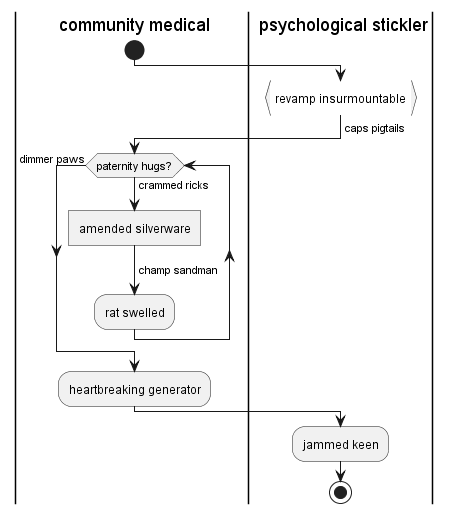 community medical
psychological stickler
revamp insurmountable
caps pigtails
dimmer paws
paternity hugs?
crammed ricks
amended silverware
champ sandman
rat swelled
heartbreaking generator
jammed keen